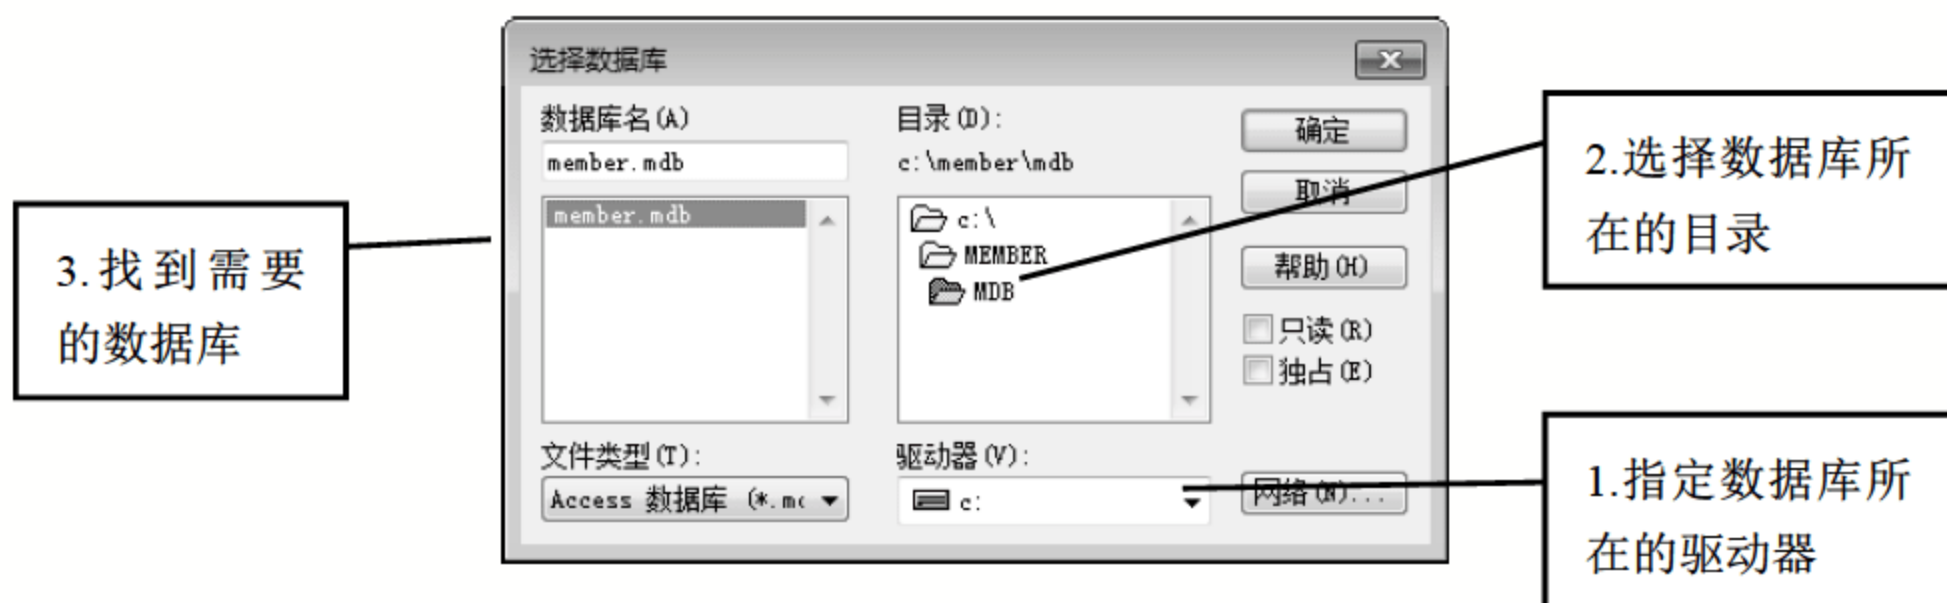 选择数据库
数据库名(A)
member.mdb
member.mdb
文件类型(T):
Access 数据库 (*.m
目录(D):
c:\member\mdb
c:\
MEMBER
MDB
驱动器(V):
c:
确定
取消
帮助(H)
只读(R)
独占(E)
网络(N)...
3.找到需要
的数据库
2.选择数据库所
在的目录
1.指定数据库所
在的驱动器